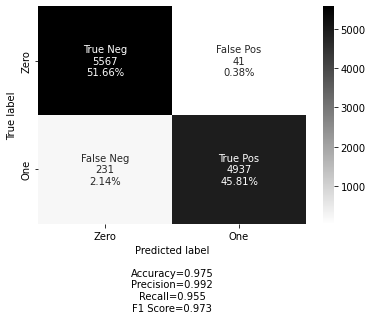 True Neg
5567
51.66%
False Pos
41
0.38%
False Neg
231
2.14%
True Pos
4937
45.81%
Zero
One
True label
Zero
One
Predicted label
5000
4000
3000
2000
1000
Accuracy=0.975
Precision=0.992
Recall=0.955
F1 Score=0.973